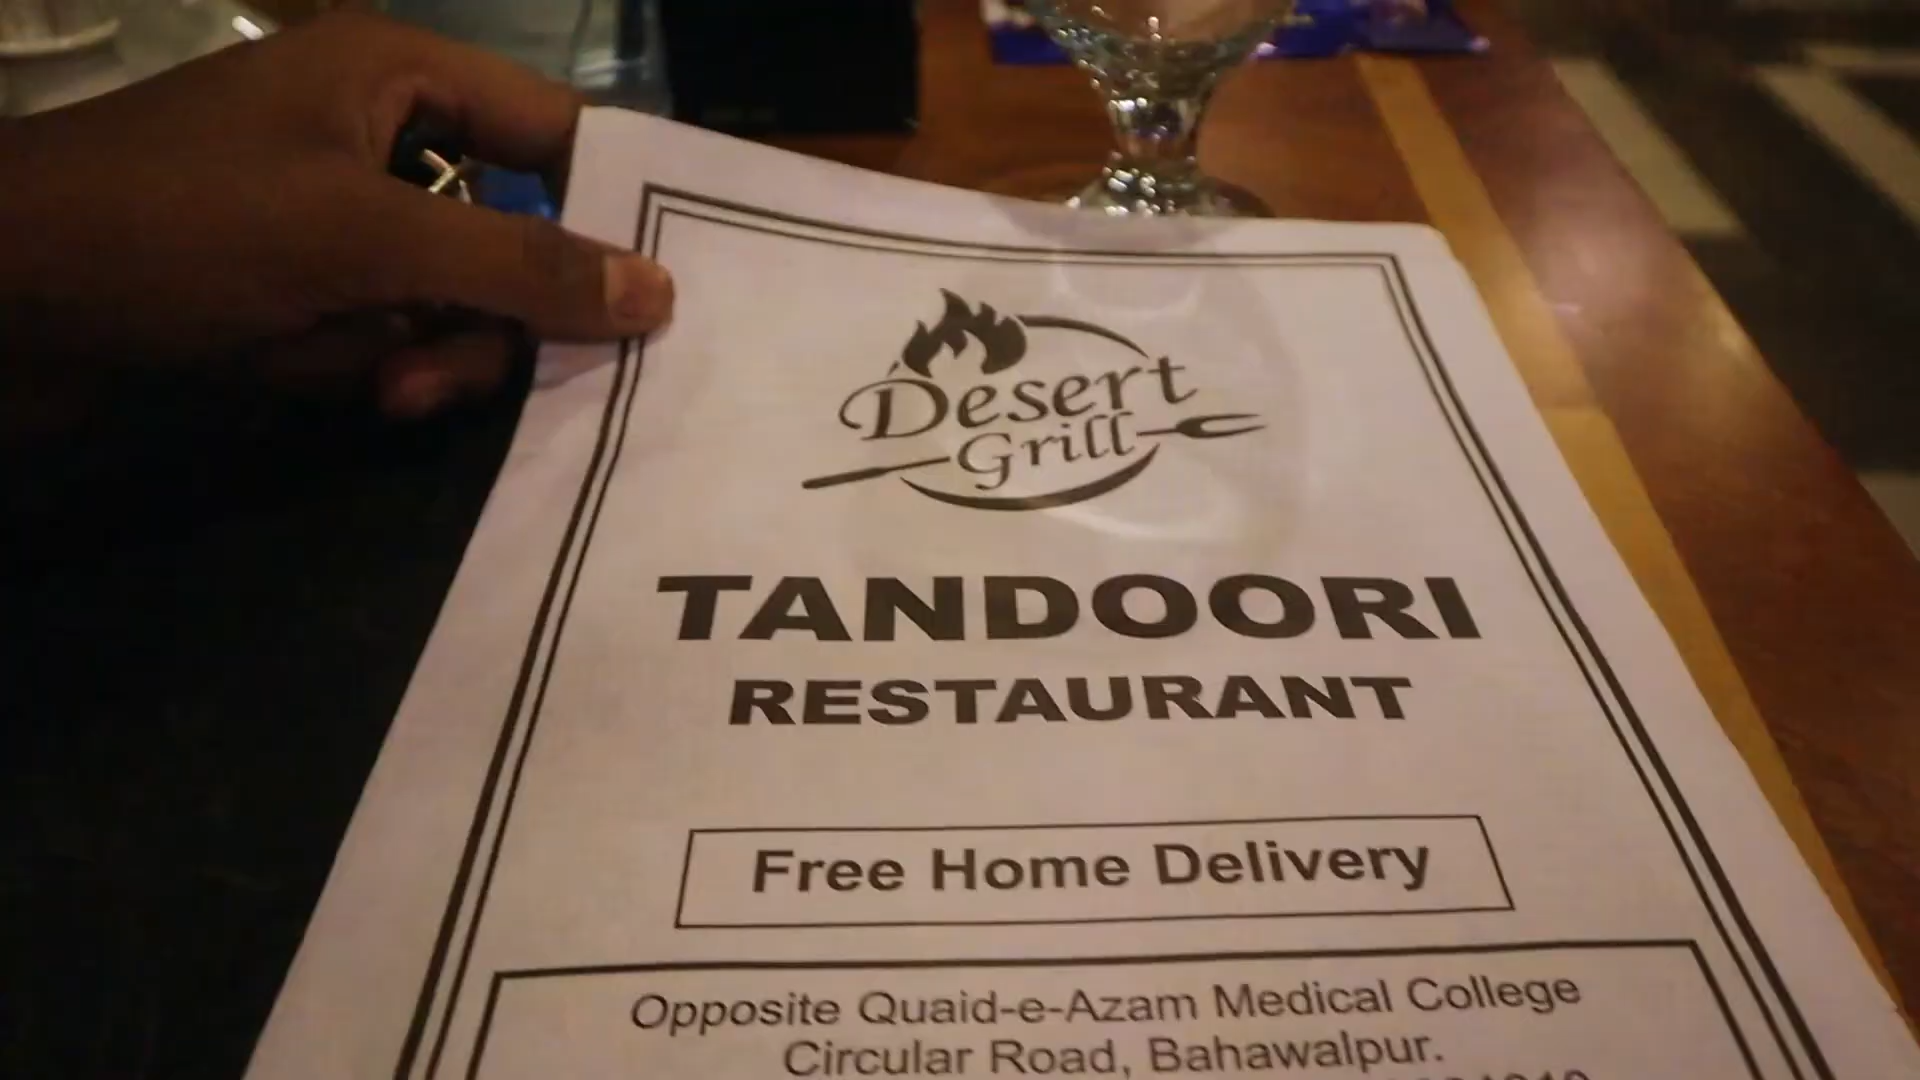 Desert
Grill
TANDOORI
RESTAURANT
Free Home Delivery
Opposite Quaid-e-Azam Medical College
Circular Road, Bahawalpur.